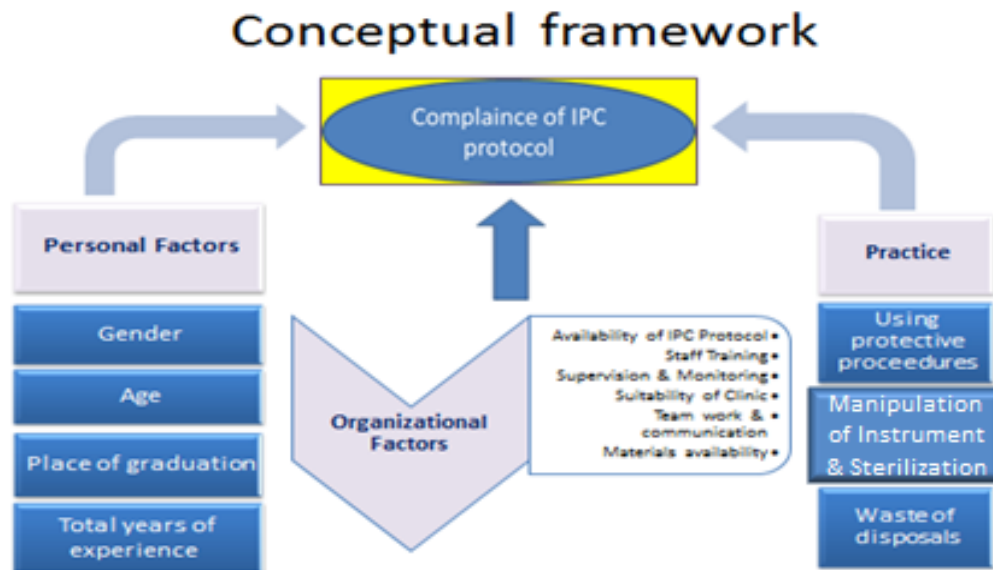 Conceptual framework
Complaince of IPC
protocol
Personal Factors
Gender
Age
Place of graduation
Total years of
experience
Organizational
Factors
Availability of IPC Protocol•
Staff Training•
Supervision & Monitoring•
Suitability of Clinic•
Team work &•
communication
Materials availability•
Practice
Using
protective
proceedures
Manipulation
of Instrument
& Sterilization
Waste of
disposals